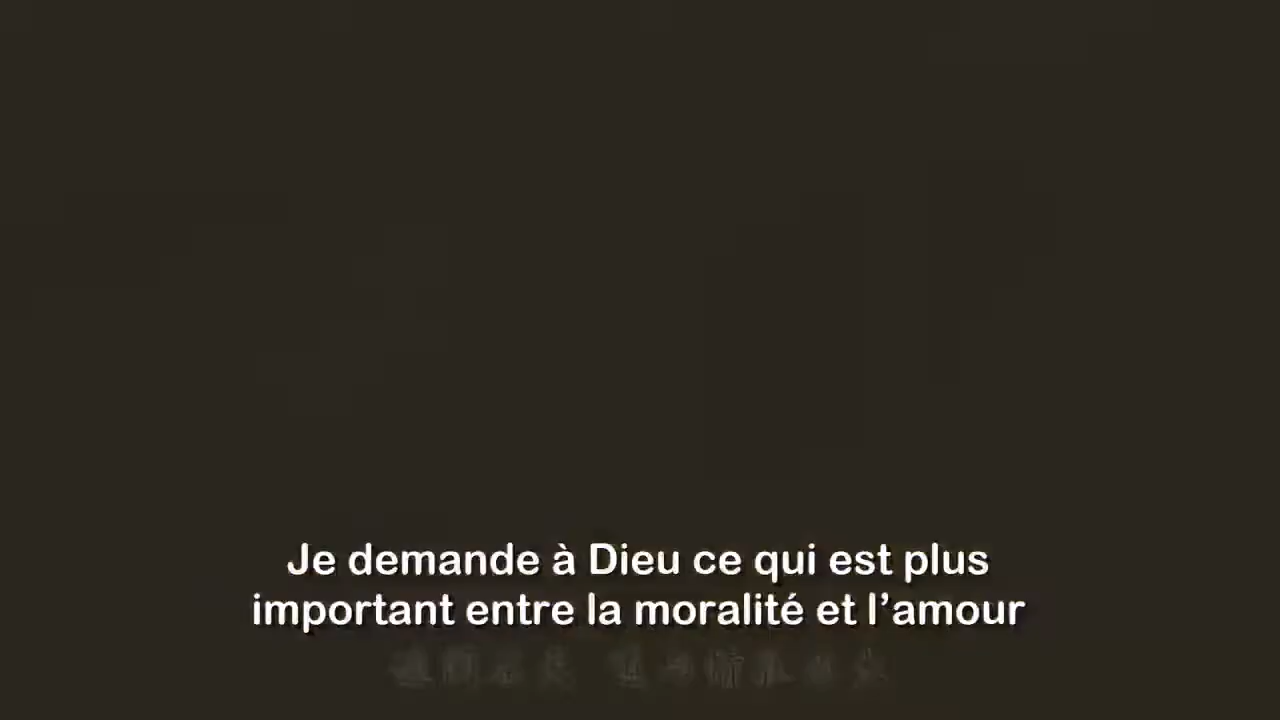 Je demande à Dieu ce qui est plus
important entre la moralité et l’amour